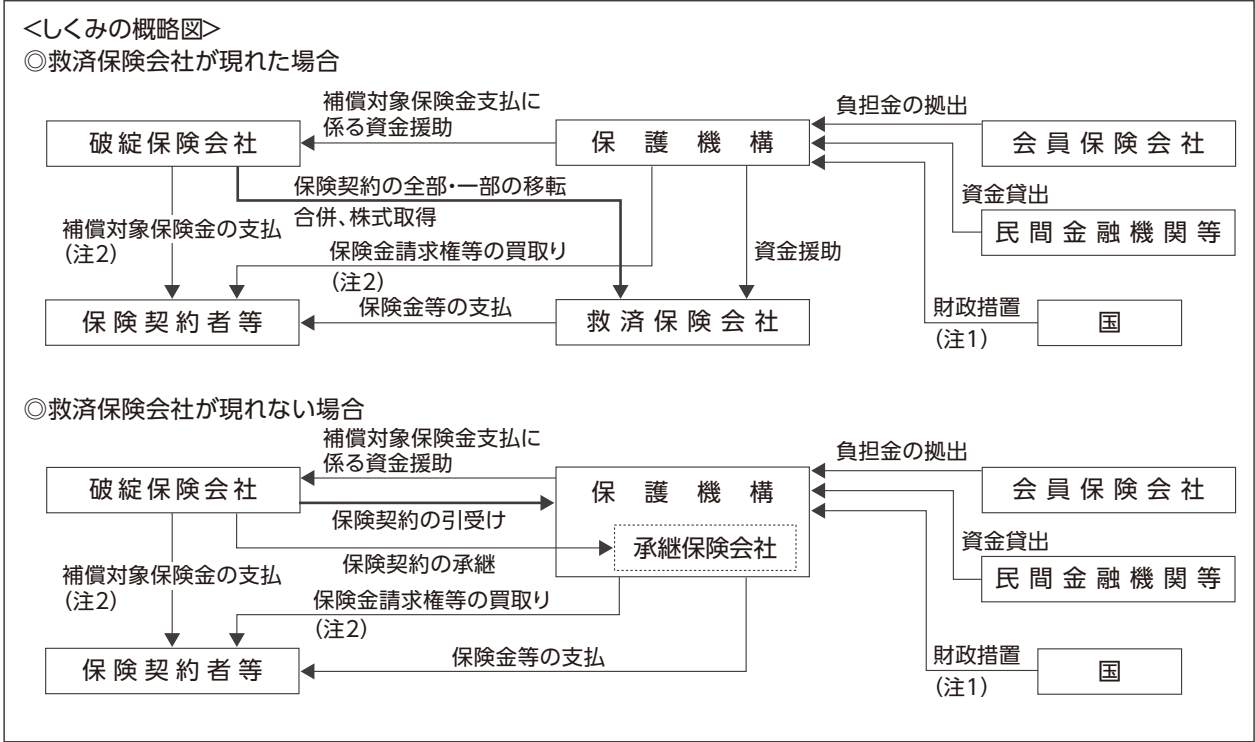 <しくみの概略図>
◎救済保険会社が現れた場合
補償対象保険金支払に
係る資金援助
負担金の拠出
破綻保険会社
保護機構
会員保険会社
保険契約の全部・一部の移転
合併、株式取得
資金貸出
補償対象保険金の支払
(注2)
民間金融機関等
保険金請求権等の買取り
(注2)
資金援助
保険金等の支払
財政措置
(注1)
保険契約者等
救済保険会社
国
◎救済保険会社が現れない場合
補償対象保険金支払に
係る資金援助
負担金の拠出
破綻保険会社
保護機構
会員保険会社
保険契約の引受け
承継保険会社
資金貸出
保険契約の承継
補償対象保険金の支払
(注2)
民間金融機関等
保険金請求権等の買取り
(注2)
保険金等の支払
財政措置
(注1)
保険契約者等
国